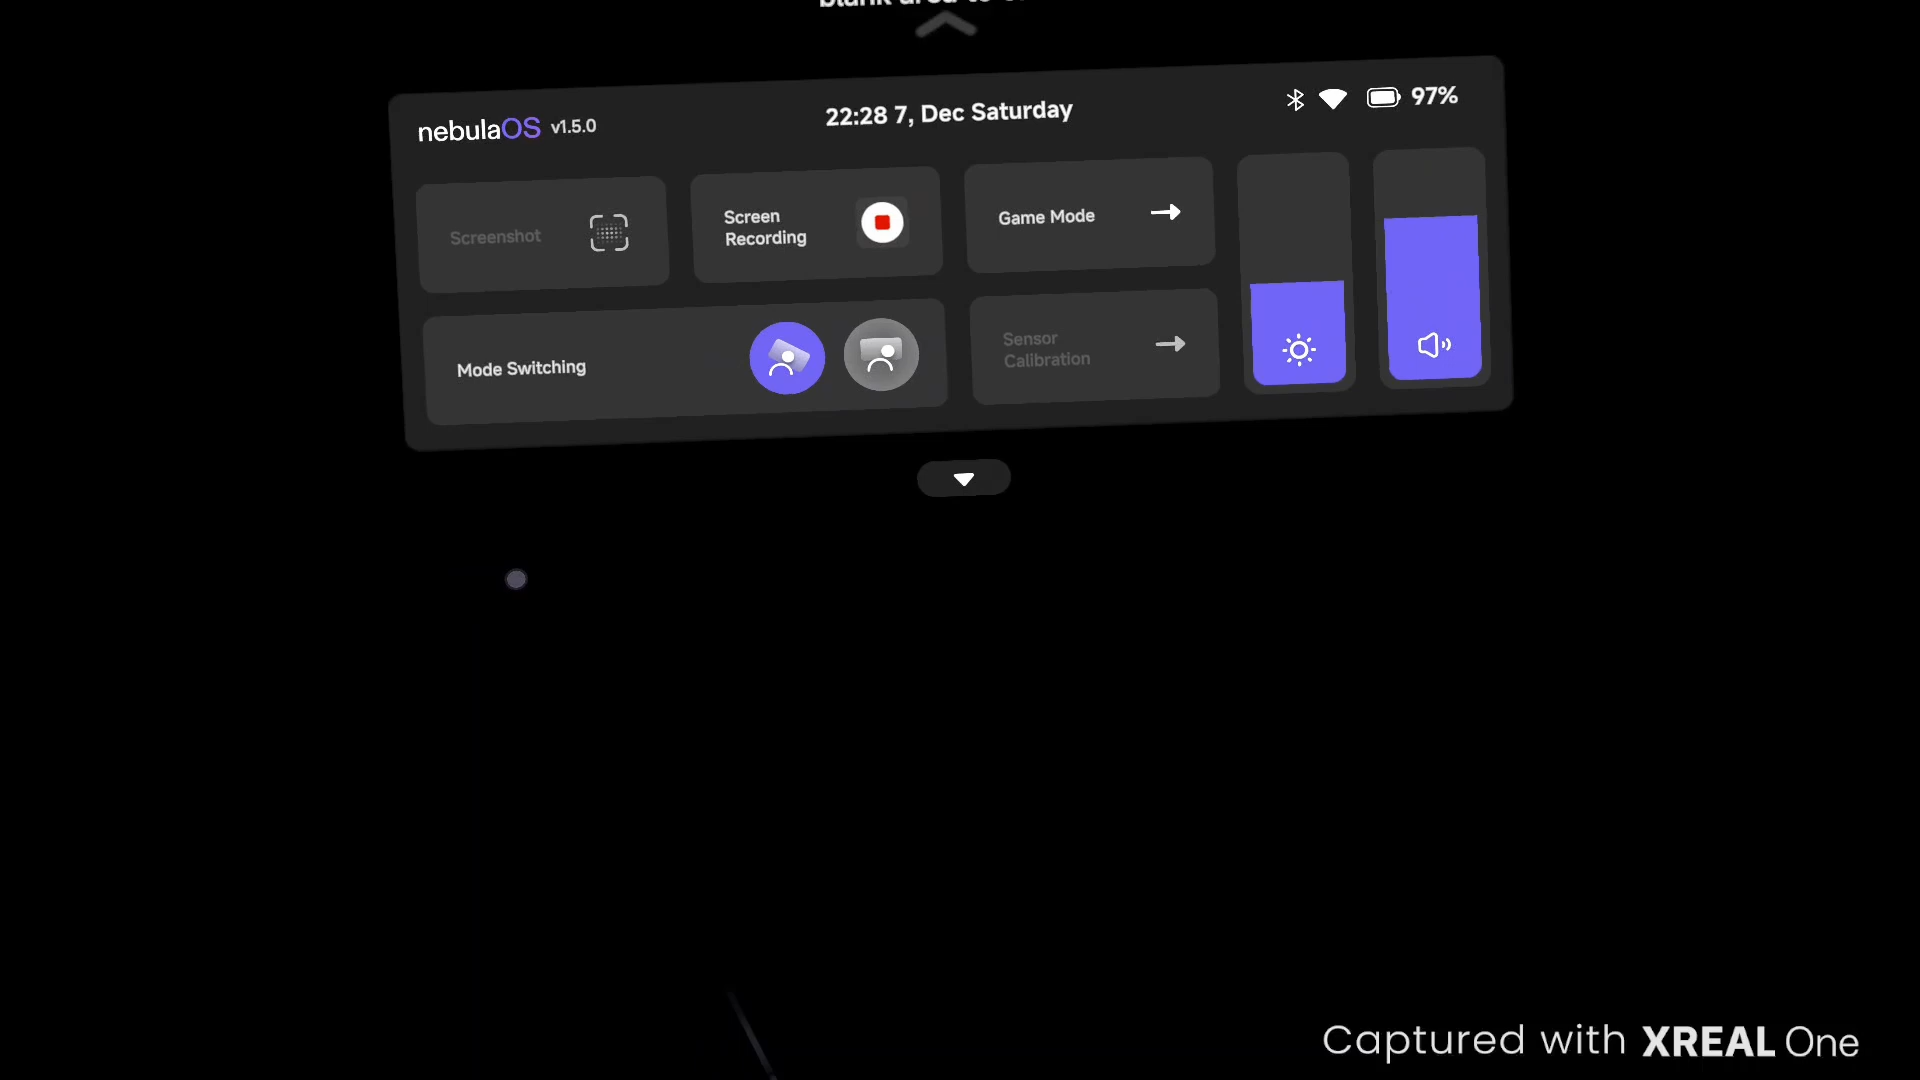 nebulaOS v1.5.0
22:28 7, Dec Saturday
97%
Screenshot
Screen
Recording
Game Mode
Mode Switching
Sensor
Calibration
Captured with XREAL One